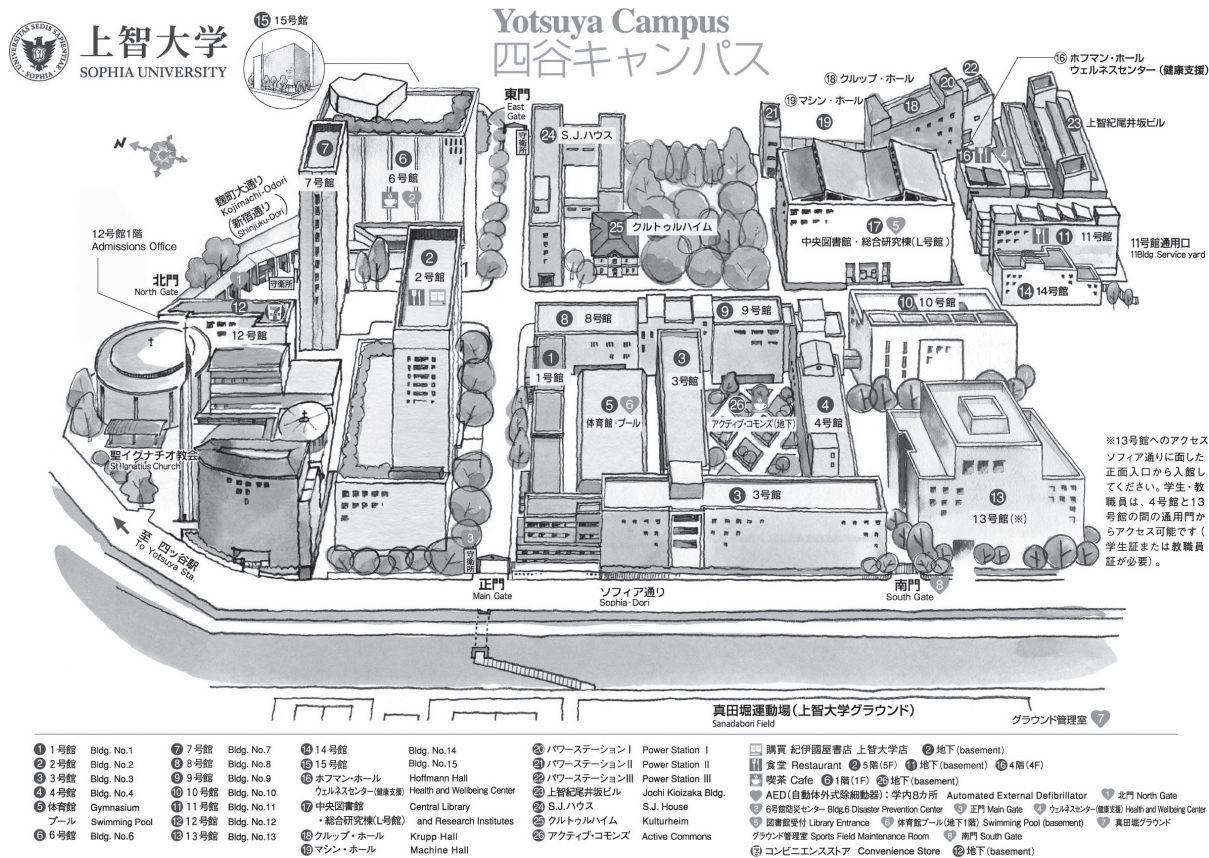 Yotsuya Campus
四谷キャンパス
上智大学
SOPHIA UNIVERSITY
UNIVERSITAS SEDIS SAPIENTIAE
SOPHIA
⑮ 15号館
N
東門
East
Gate
守衛所
㉔ S.J.ハウス
⑯ ホフマン・ホール
ウェルネスセンター(健康支援)
㉒
⑱ クルップ・ホール
⑳
⑱
⑲ マシン・ホール
㉑
⑲
㉓ 上智紀尾井坂ビル
⑦
7号館
⑥
6号館
2
⑯
4
麹町大通り
Kojimachi-Odori
(新宿通り)
Shinjuku-Dori
㉕ クルトゥルハイム
⑰ 5
中央図書館・総合研究棟(L号館)
⑪ 11号館
11号館通用口
11Bldg.Service yard
⑭ 14号館
12号館1階
Admissions Office
②
2号館
北門
North Gate
1
守衛所
⑫
12号館
⑧ 8号館
⑨ 9号館
⑩ 10号館
①
1号館
③
3号館
⑤ 6
体育館・プール
㉖
アクティブ・コモンズ(地下)
④
4号館
聖イグナチオ教会
St-Ignatius Church
③ 3号館
⑬
13号館(※)
※13号館へのアクセス
ソフィア通りに面した
正面入口から入館し
てください。学生・教
職員は、4号館と13
号館の間の通用門か
らアクセス可能です(
学生証または教職員
証が必要)。
至 四ツ谷駅
To Yotsuya Sta.
3
守衛所
正門
Main Gate
ソフィア通り
Sophia-Dori
南門
South Gate
8
真田堀運動場(上智大学グラウンド)
Sanadabori Field
グラウンド管理室 7
① 1号館 Bldg. No.1
② 2号館 Bldg. No.2
③ 3号館 Bldg. No.3
④ 4号館 Bldg. No.4
⑤ 体育館 Gymnasium
プール Swimming Pool
⑥ 6号館 Bldg. No.6
⑦ 7号館 Bldg. No.7
⑧ 8号館 Bldg. No.8
⑨ 9号館 Bldg. No.9
⑩ 10号館 Bldg. No.10
⑪ 11号館 Bldg. No.11
⑫ 12号館 Bldg. No.12
⑬ 13号館 Bldg. No.13
⑭ 14号館 Bldg. No.14
⑮ 15号館 Bldg. No.15
⑯ ホフマン・ホール Hoffmann Hall
ウェルネスセンター(健康支援) Health and Wellbeing Center
⑰ 中央図書館 Central Library
・総合研究棟(L号館) and Research Institutes
⑱ クルップ・ホール Krupp Hall
⑲ マシン・ホール Machine Hall
⑳ パワーステーションⅠ Power Station Ⅰ
㉑ パワーステーションⅡ Power Station Ⅱ
㉒ パワーステーションⅢ Power Station Ⅲ
㉓ 上智紀尾井坂ビル Jochi Kioizaka Bldg.
㉔ S.J.ハウス S.J. House
㉕ クルトゥルハイム Kulturheim
㉖ アクティブ・コモンズ Active Commons
購買 紀伊國屋書店 上智大学店 ②地下(basement)
食堂 Restaurant ②5階(5F) ⑪地下(basement) ⑯4階(4F)
喫茶 Cafe ⑥1階(1F) ㉖地下(basement)
AED(自動体外式除細動器):学内8カ所 Automated External Defibrillator 1 北門 North Gate
2 6号館防災センター Bldg.6 Disaster Prevention Center 3 正門 Main Gate 4 ウェルネスセンター(健康支援) Health and Wellbeing Center
5 図書館受付 Library Entrance 6 体育館プール(地下1階) Swimming Pool (basement) 7 真田堀グラウンド
グラウンド管理室 Sports Field Maintenance Room 8 南門 South Gate
コンビニエンスストア Convenience Store ⑫地下(basement)